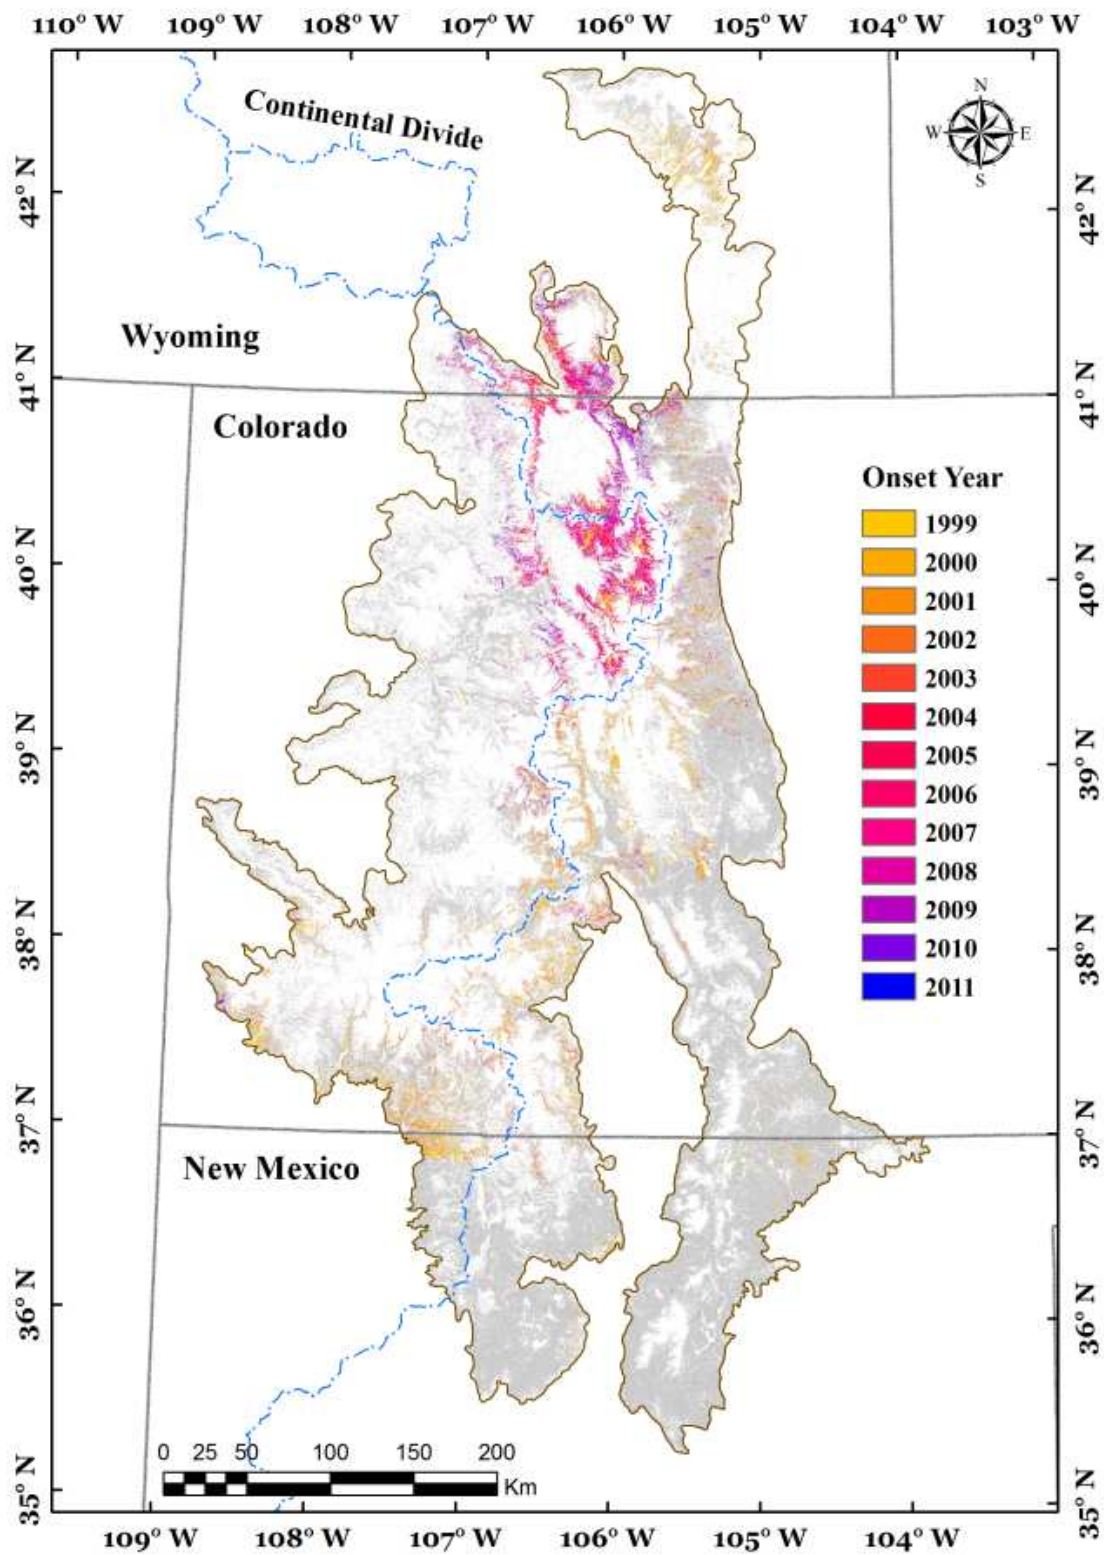 110° W 109° W 108° W 107° W 106° W 105° W 104° W 103° W
N
W E
S
Continental Divide
42° N 42° N
Wyoming
41° N 41° N
Colorado
Onset Year
1999
2000
2001
2002
2003
2004
2005
2006
2007
2008
2009
2010
2011
40° N 40° N
39° N 39° N
38° N 38° N
37° N 37° N
New Mexico
36° N 36° N
0 25 50 100 150 200
Km
35° N 35° N
109° W 108° W 107° W 106° W 105° W 104° W